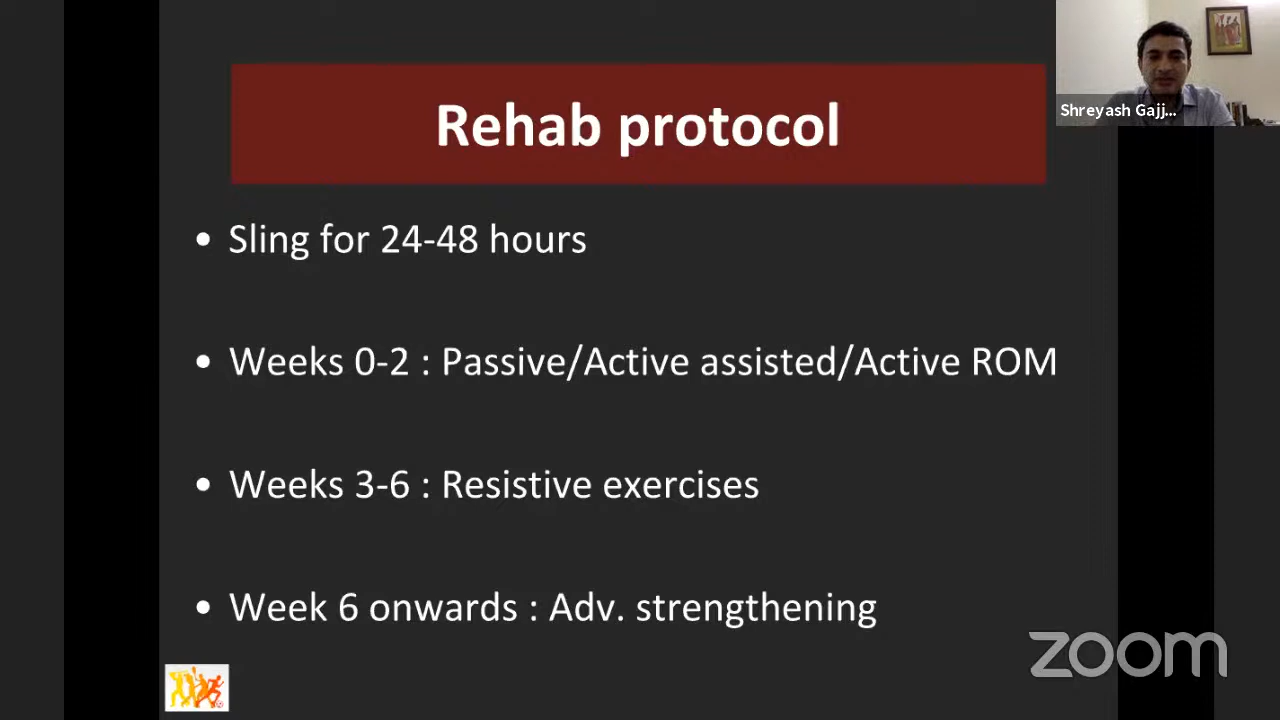 Rehab protocol
Shreyash Gajj...
• Sling for 24-48 hours
• Weeks 0-2 : Passive/Active assisted/Active ROM
• Weeks 3-6 : Resistive exercises
• Week 6 onwards : Adv. strengthening
zoom